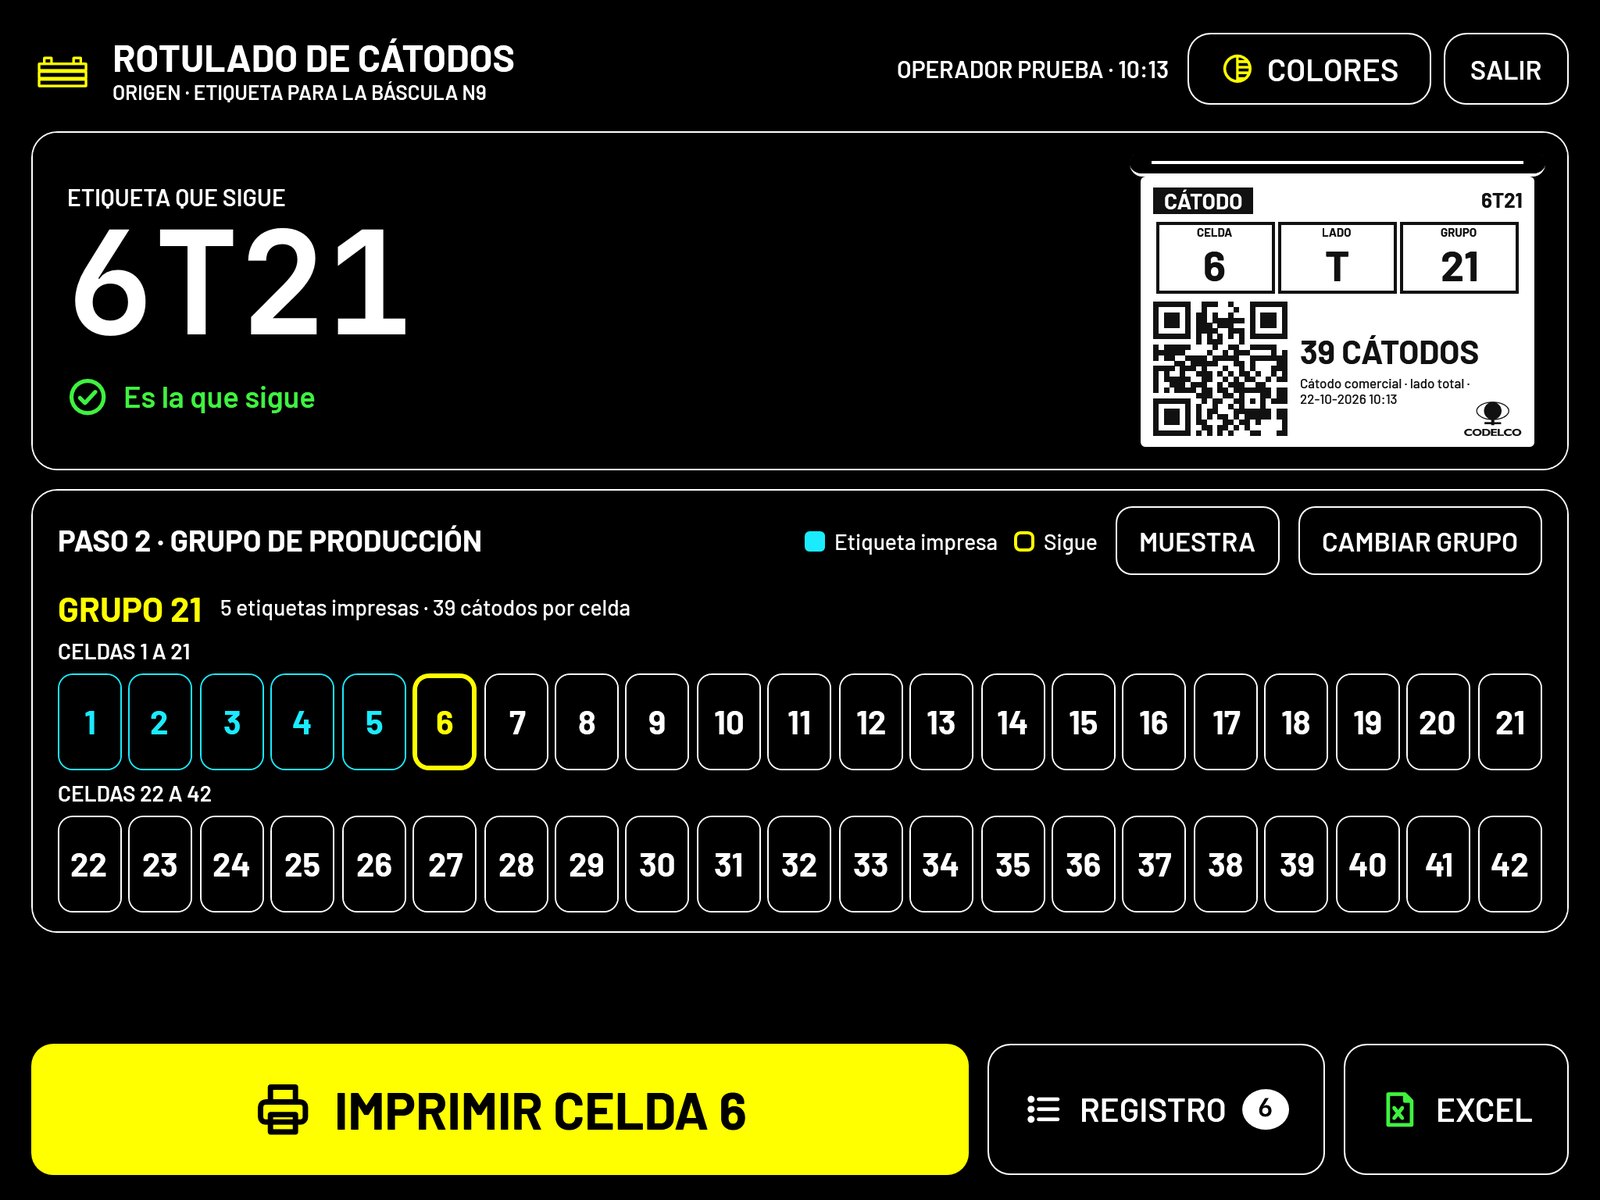 ROTULADO DE CÁTODOS
ORIGEN · ETIQUETA PARA LA BÁSCULA N9
OPERADOR PRUEBA · 10:13
COLORES
SALIR
ETIQUETA QUE SIGUE
6T21
Es la que sigue
CÁTODO
6T21
CELDA
6
LADO
T
GRUPO
21
39 CÁTODOS
Cátodo comercial · lado total ·
22-10-2026 10:13
CODELCO
PASO 2 · GRUPO DE PRODUCCIÓN
Etiqueta impresa
Sigue
MUESTRA
CAMBIAR GRUPO
GRUPO 21 5 etiquetas impresas · 39 cátodos por celda
CELDAS 1 A 21
1 2 3 4 5 6 7 8 9 10 11 12 13 14 15 16 17 18 19 20 21
CELDAS 22 A 42
22 23 24 25 26 27 28 29 30 31 32 33 34 35 36 37 38 39 40 41 42
IMPRIMIR CELDA 6
REGISTRO 6
EXCEL